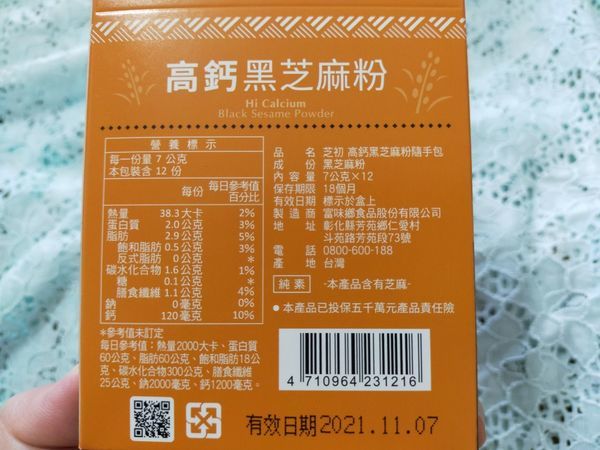 高鈣黑芝麻粉
Hi Calcium
Black Sesame Powder
營養標示
每一份量 7 公克
本包裝含 12 份
每份 每日參考值百分比
熱量 38.3 大卡 2%
蛋白質 2.0 公克 3%
脂肪 2.9 公克 5%
飽和脂肪 0.5 公克 3%
反式脂肪 0 公克 *
碳水化合物 1.6 公克 1%
糖 0.1 公克 *
膳食纖維 1.1 公克 4%
鈉 0 毫克 0%
鈣 120 毫克 10%
*參考值未訂定
每日參考值：熱量2000大卡、蛋白質
60公克、脂肪60公克、飽和脂肪18公
克、碳水化合物300公克、膳食纖維
25公克、鈉2000毫克、鈣1200毫克。
品名 芝初 高鈣黑芝麻粉隨手包
成份 黑芝麻粉
內容量 7公克×12
保存期限 18個月
有效日期 標示於盒上
製造商 富味鄉食品股份有限公司
地址 彰化縣芳苑鄉仁愛村
斗苑路芳苑段73號
電話 0800-600-188
產地 台灣
純素 -本產品含有芝麻-
●本產品已投保五千萬元產品責任險
4 710964 231216
有效日期2021.11.07